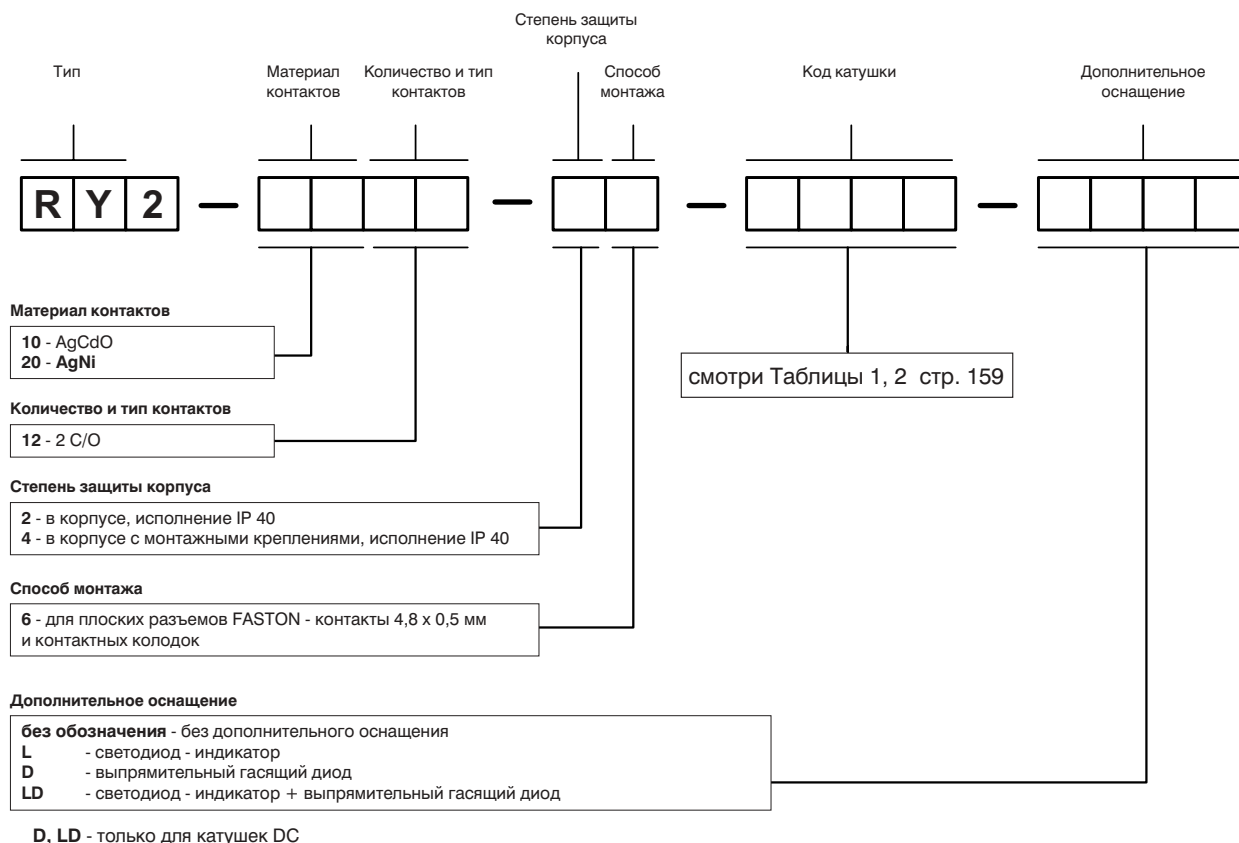 Степень защиты
корпуса
Тип
Материал
контактов
Количество и тип
контактов
Способ
монтажа
Код катушки
Дополнительное
оснащение
R Y 2 — — — —
Материал контактов
10 - AgCdO
20 - AgNi
смотри Таблицы 1, 2 стр. 159
Количество и тип контактов
12 - 2 C/O
Степень защиты корпуса
2 - в корпусе, исполнение IP 40
4 - в корпусе с монтажными креплениями, исполнение IP 40
Способ монтажа
6 - для плоских разъемов FASTON - контакты 4,8 x 0,5 мм
и контактных колодок
Дополнительное оснащение
без обозначения - без дополнительного оснащения
L - светодиод - индикатор
D - выпрямительный гасящий диод
LD - светодиод - индикатор + выпрямительный гасящий диод
D, LD - только для катушек DC